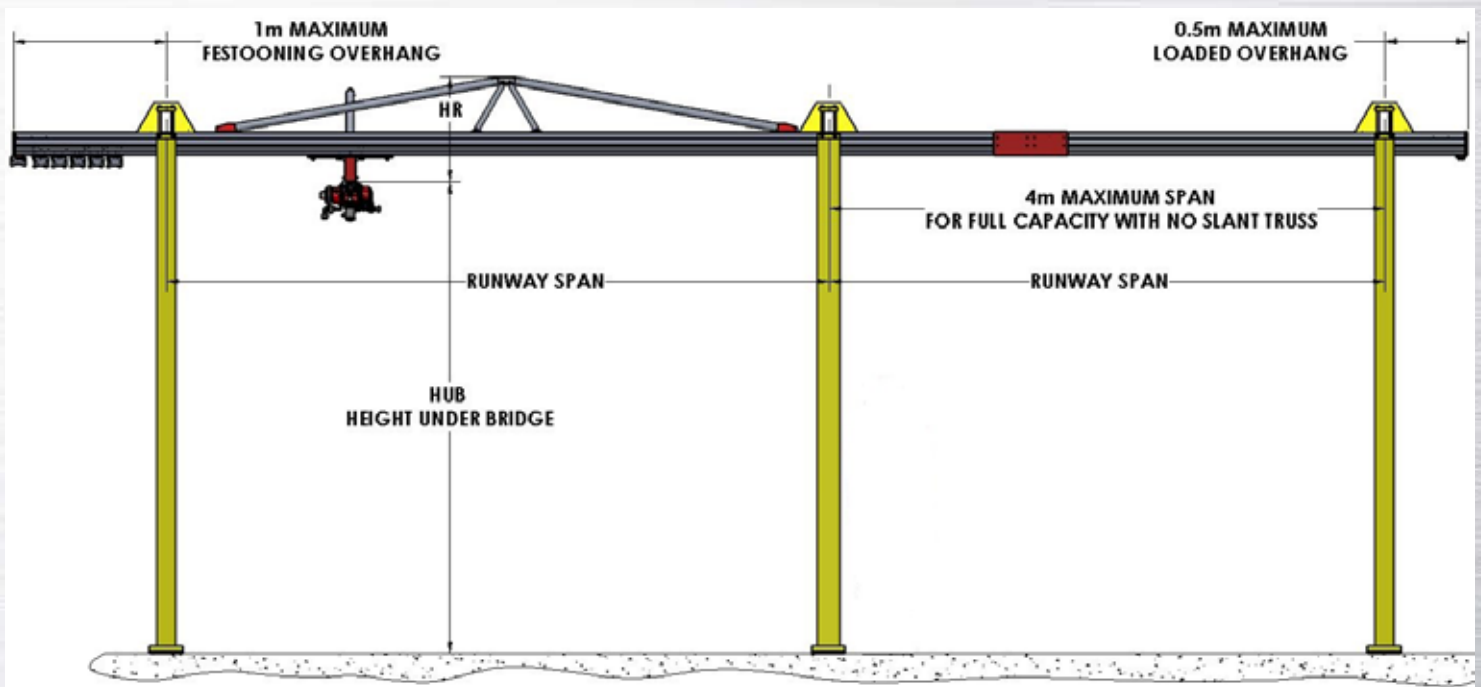 1m MAXIMUM
FESTOONING OVERHANG
0.5m MAXIMUM
LOADED OVERHANG
HR
4m MAXIMUM SPAN
FOR FULL CAPACITY WITH NO SLANT TRUSS
RUNWAY SPAN
RUNWAY SPAN
HUB
HEIGHT UNDER BRIDGE